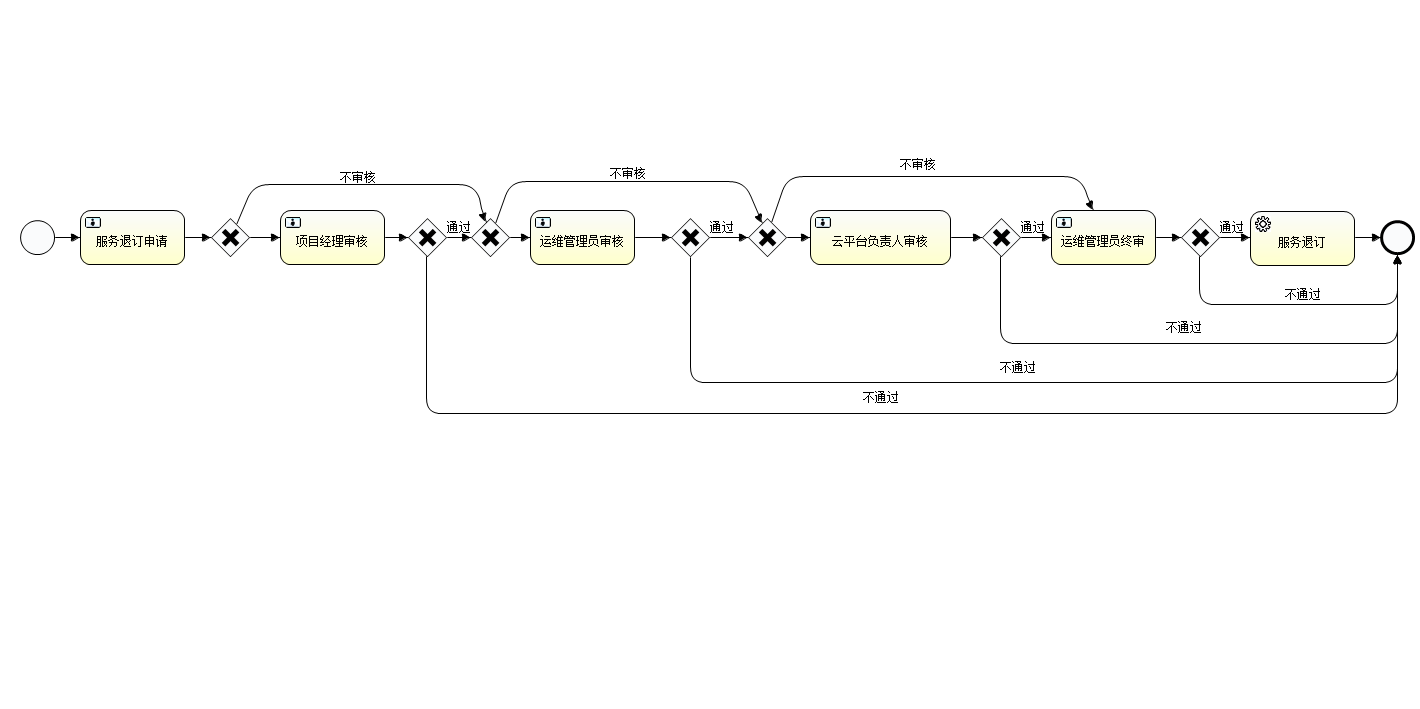 不审核
不审核
不审核
服务退订申请
项目经理审核
通过
运维管理员审核
通过
云平台负责人审核
通过
运维管理员终审
通过
服务退订
不通过
不通过
不通过
不通过